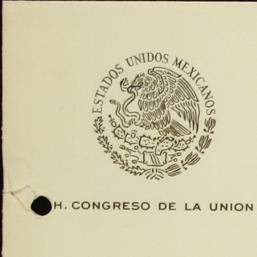 ESTADOS UNIDOS MEXICANOS
H. CONGRESO DE LA UNION